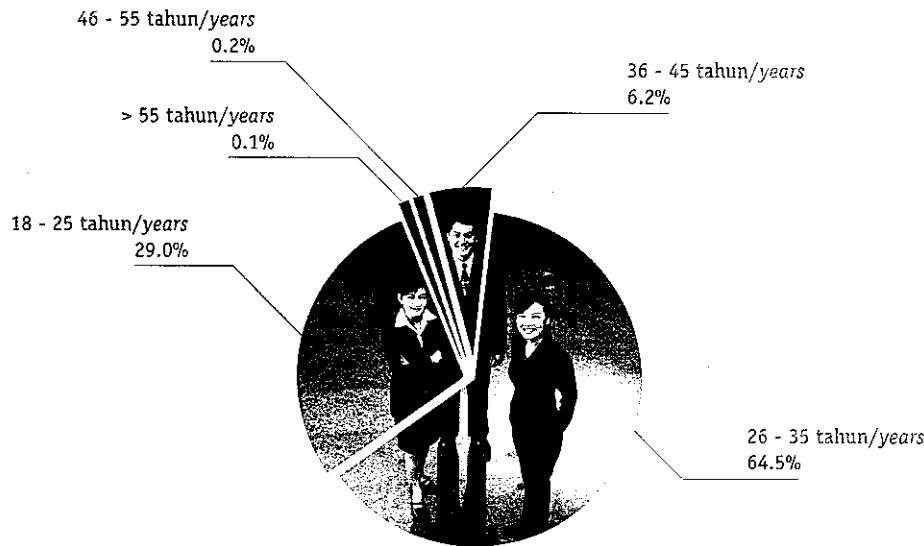 46 - 55 tahun/years
0.2%
36 - 45 tahun/years
6.2%
> 55 tahun/years
0.1%
18 - 25 tahun/years
29.0%
26 - 35 tahun/years
64.5%